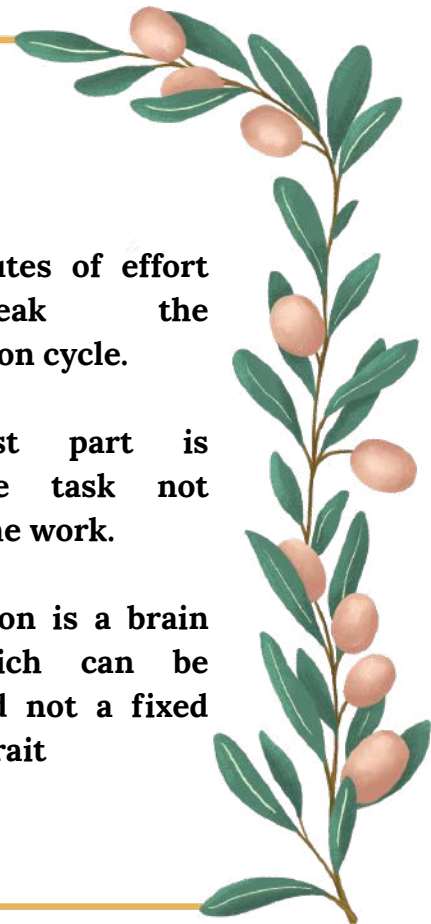 utes of effort
eak the
on cycle.
st part is
e task not
he work.
on is a brain
ich can be
d not a fixed
rait